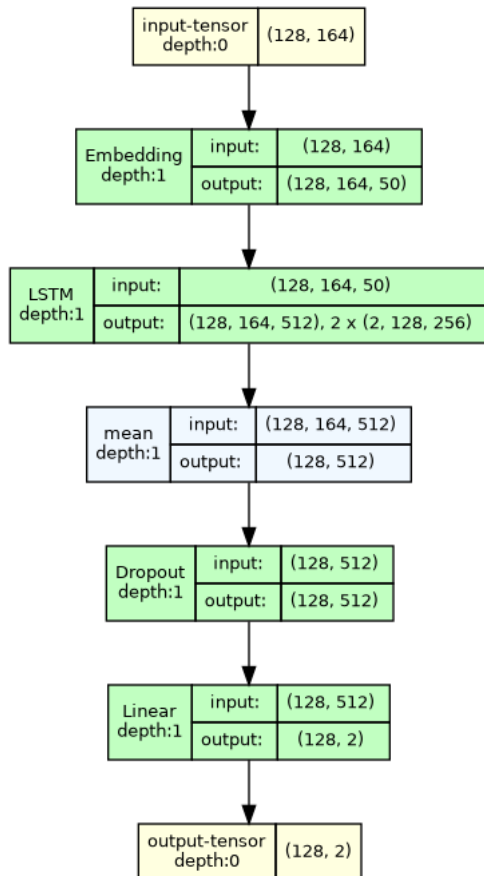 input-tensor
depth:0
(128, 164)
Embedding
depth:1
input:
(128, 164)
output:
(128, 164, 50)
LSTM
depth:1
input:
(128, 164, 50)
output:
(128, 164, 512), 2 x (2, 128, 256)
mean
depth:1
input:
(128, 164, 512)
output:
(128, 512)
Dropout
depth:1
input:
(128, 512)
output:
(128, 512)
Linear
depth:1
input:
(128, 512)
output:
(128, 2)
output-tensor
depth:0
(128, 2)